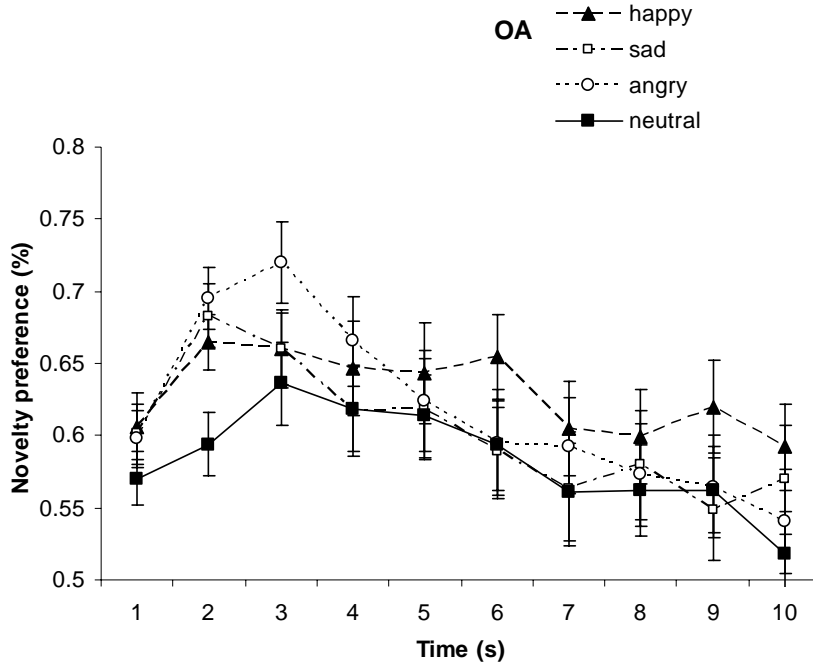 OA
happy
sad
angry
neutral
0.8
0.75
0.7
0.65
0.6
0.55
0.5
Novelty preference (%)
1 2 3 4 5 6 7 8 9 10
Time (s)